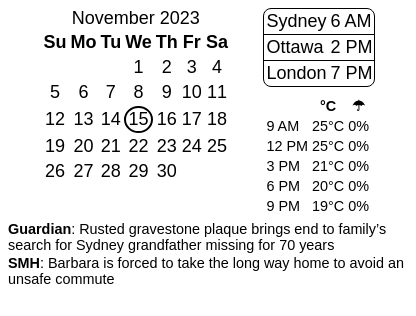 November 2023
Su Mo Tu We Th Fr Sa
1 2 3 4
5 6 7 8 9 10 11
12 13 14 15 16 17 18
19 20 21 22 23 24 25
26 27 28 29 30
Sydney 6 AM
Ottawa 2 PM
London 7 PM
°C ☂
9 AM 25°C 0%
12 PM 25°C 0%
3 PM 21°C 0%
6 PM 20°C 0%
9 PM 19°C 0%
Guardian: Rusted gravestone plaque brings end to family’s
search for Sydney grandfather missing for 70 years
SMH: Barbara is forced to take the long way home to avoid an
unsafe commute